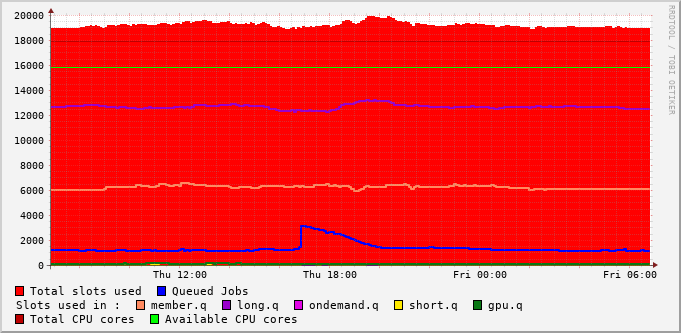 20000
18000
16000
14000
12000
10000
8000
6000
4000
2000
0
Thu 12:00 Thu 18:00 Fri 00:00 Fri 06:00
RRDTOOL / TOBI OETIKER
Total slots used Queued Jobs
Slots used in : member.q long.q ondemand.q short.q gpu.q
Total CPU cores Available CPU cores